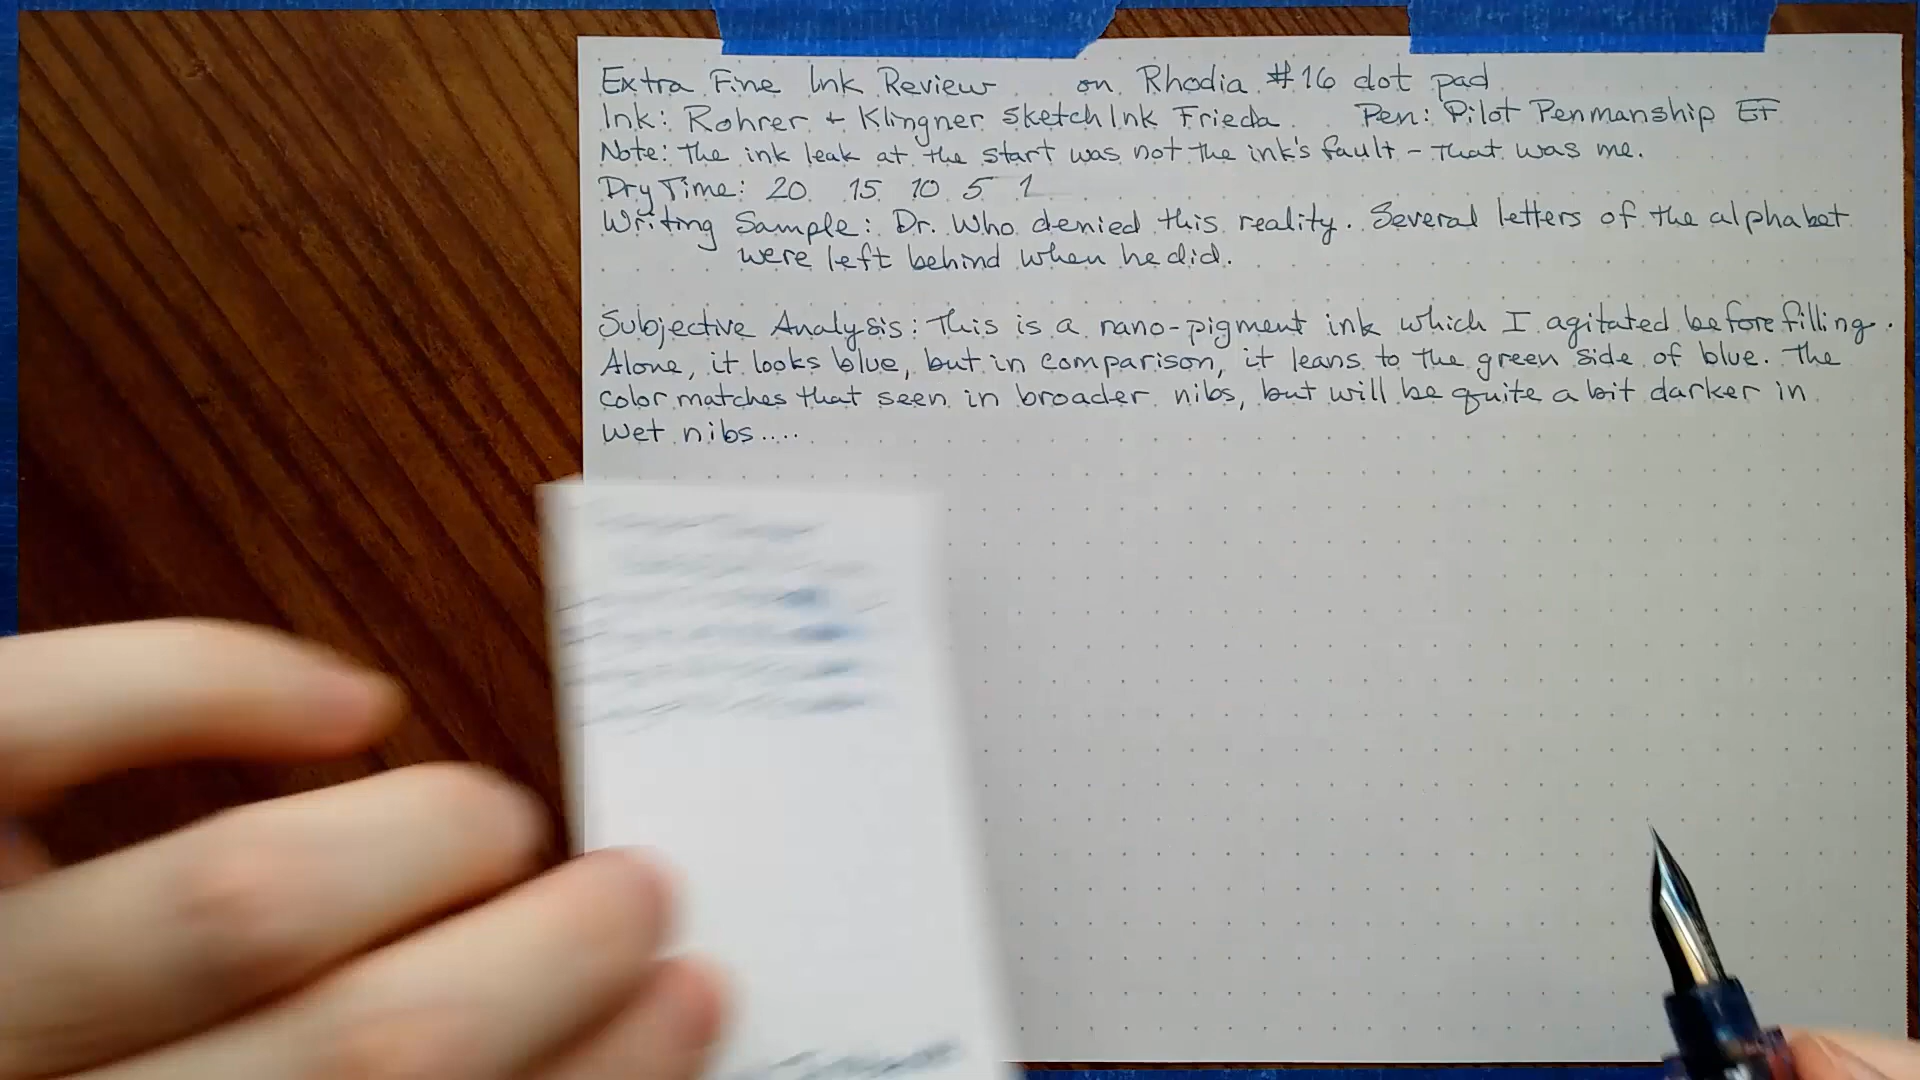 Extra Fine Ink Review on Rhodia #16 dot pad
Ink: Rohrer + Klingner SketchInk Frieda Pen: Pilot Penmanship EF
Note: The ink leak at the start was not the ink's fault - that was me.
Dry Time: 20 15 10 5 1
Writing Sample: Dr. Who denied this reality. Several letters of the alphabet
were left behind when he did.
Subjective Analysis: This is a nano-pigment ink which I agitated before filling.
Alone, it looks blue, but in comparison, it leans to the green side of blue. The
color matches that seen in broader nibs, but will be quite a bit darker in
wet nibs....